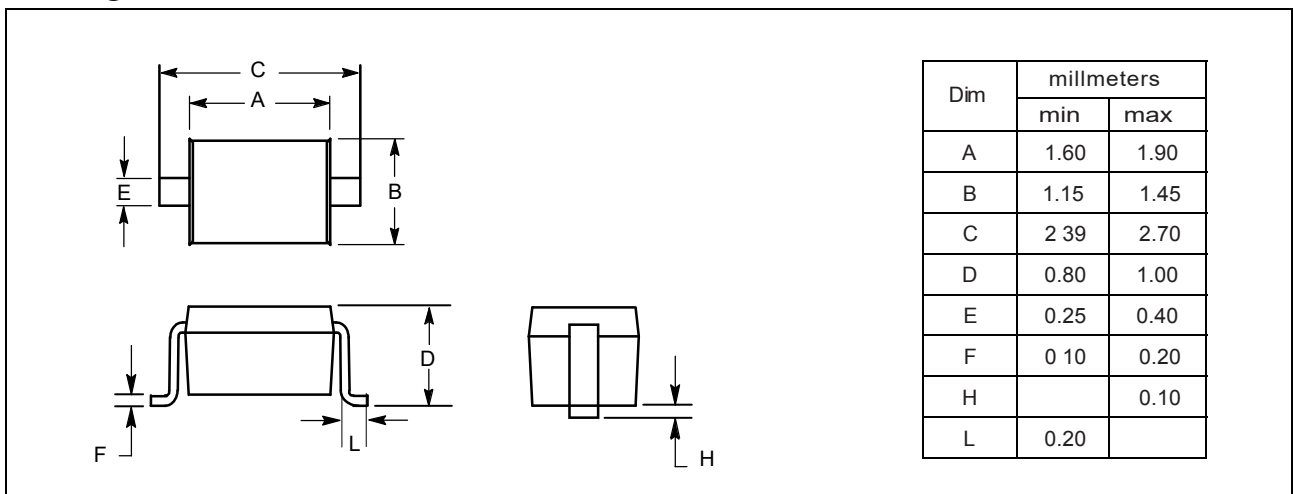 C
A
E
B
D
F
L
H
Dim millmeters
min max
A 1.60 1.90
B 1.15 1.45
C 2 39 2.70
D 0.80 1.00
E 0.25 0.40
F 0 10 0.20
H 0.10
L 0.20